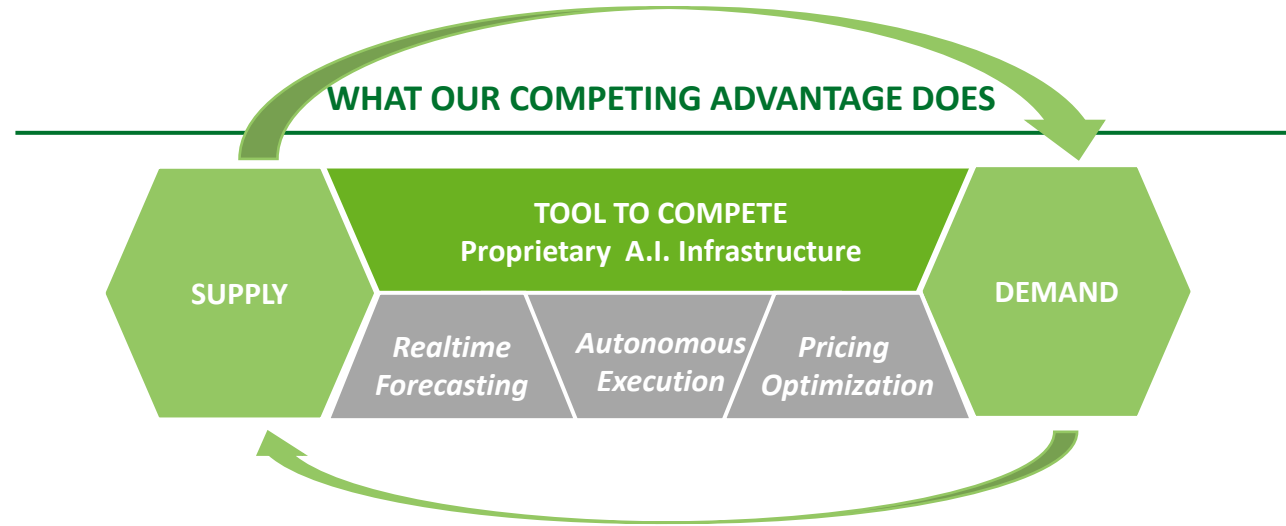 WHAT OUR COMPETING ADVANTAGE DOES
TOOL TO COMPETE
Proprietary A.I. Infrastructure
SUPPLY
DEMAND
Realtime
Forecasting
Autonomous
Execution
Pricing
Optimization